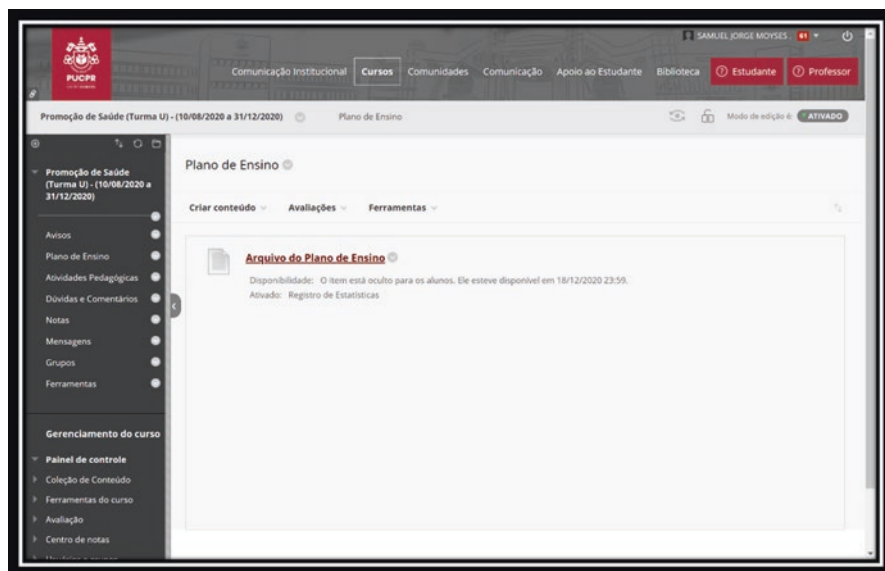 SAMUEL JORGE MOYSES 61
PUCPR
Comunicação Institucional Cursos Comunidades Comunicação Apoio ao Estudante Biblioteca Estudante Professor
Promoção de Saúde (Turma U) - (10/08/2020 a 31/12/2020) Plano de Ensino Modo de edição é: ATIVADO
Promoção de Saúde
(Turma U) - (10/08/2020 a
31/12/2020)
Avisos
Plano de Ensino
Atividades Pedagógicas
Dúvidas e Comentários
Notas
Mensagens
Grupos
Ferramentas
Gerenciamento do curso
Painel de controle
Coleção de Conteúdo
Ferramentas do curso
Avaliação
Centro de notas
Plano de Ensino
Criar conteúdo Avaliações Ferramentas
Arquivo do Plano de Ensino
Disponibilidade: O item está oculto para os alunos. Ele esteve disponível em 18/12/2020 23:59.
Ativado: Registro de Estatísticas